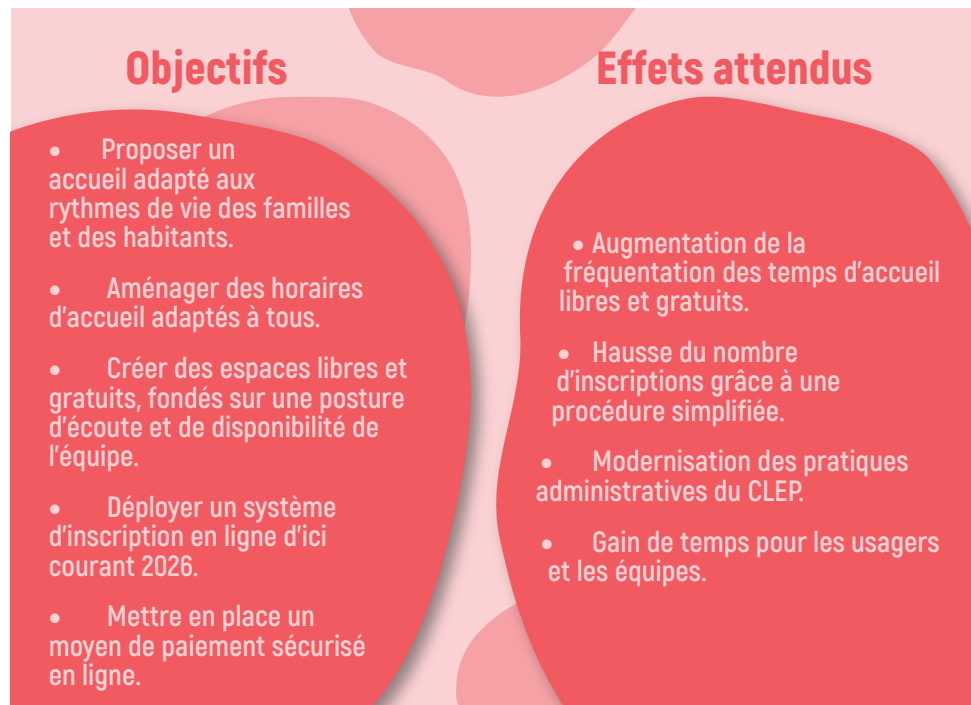 Objectifs
• Proposer un
accueil adapté aux
rythmes de vie des familles
et des habitants.
• Aménager des horaires
d'accueil adaptés à tous.
• Créer des espaces libres et
gratuits, fondés sur une posture
d'écoute et de disponibilité de
l'équipe.
• Déployer un système
d'inscription en ligne d'ici
courant 2026.
• Mettre en place un
moyen de paiement sécurisé
en ligne.
Effets attendus
• Augmentation de la
fréquentation des temps d'accueil
libres et gratuits.
• Hausse du nombre
d'inscriptions grâce à une
procédure simplifiée.
• Modernisation des pratiques
administratives du CLEP.
• Gain de temps pour les usagers
et les équipes.